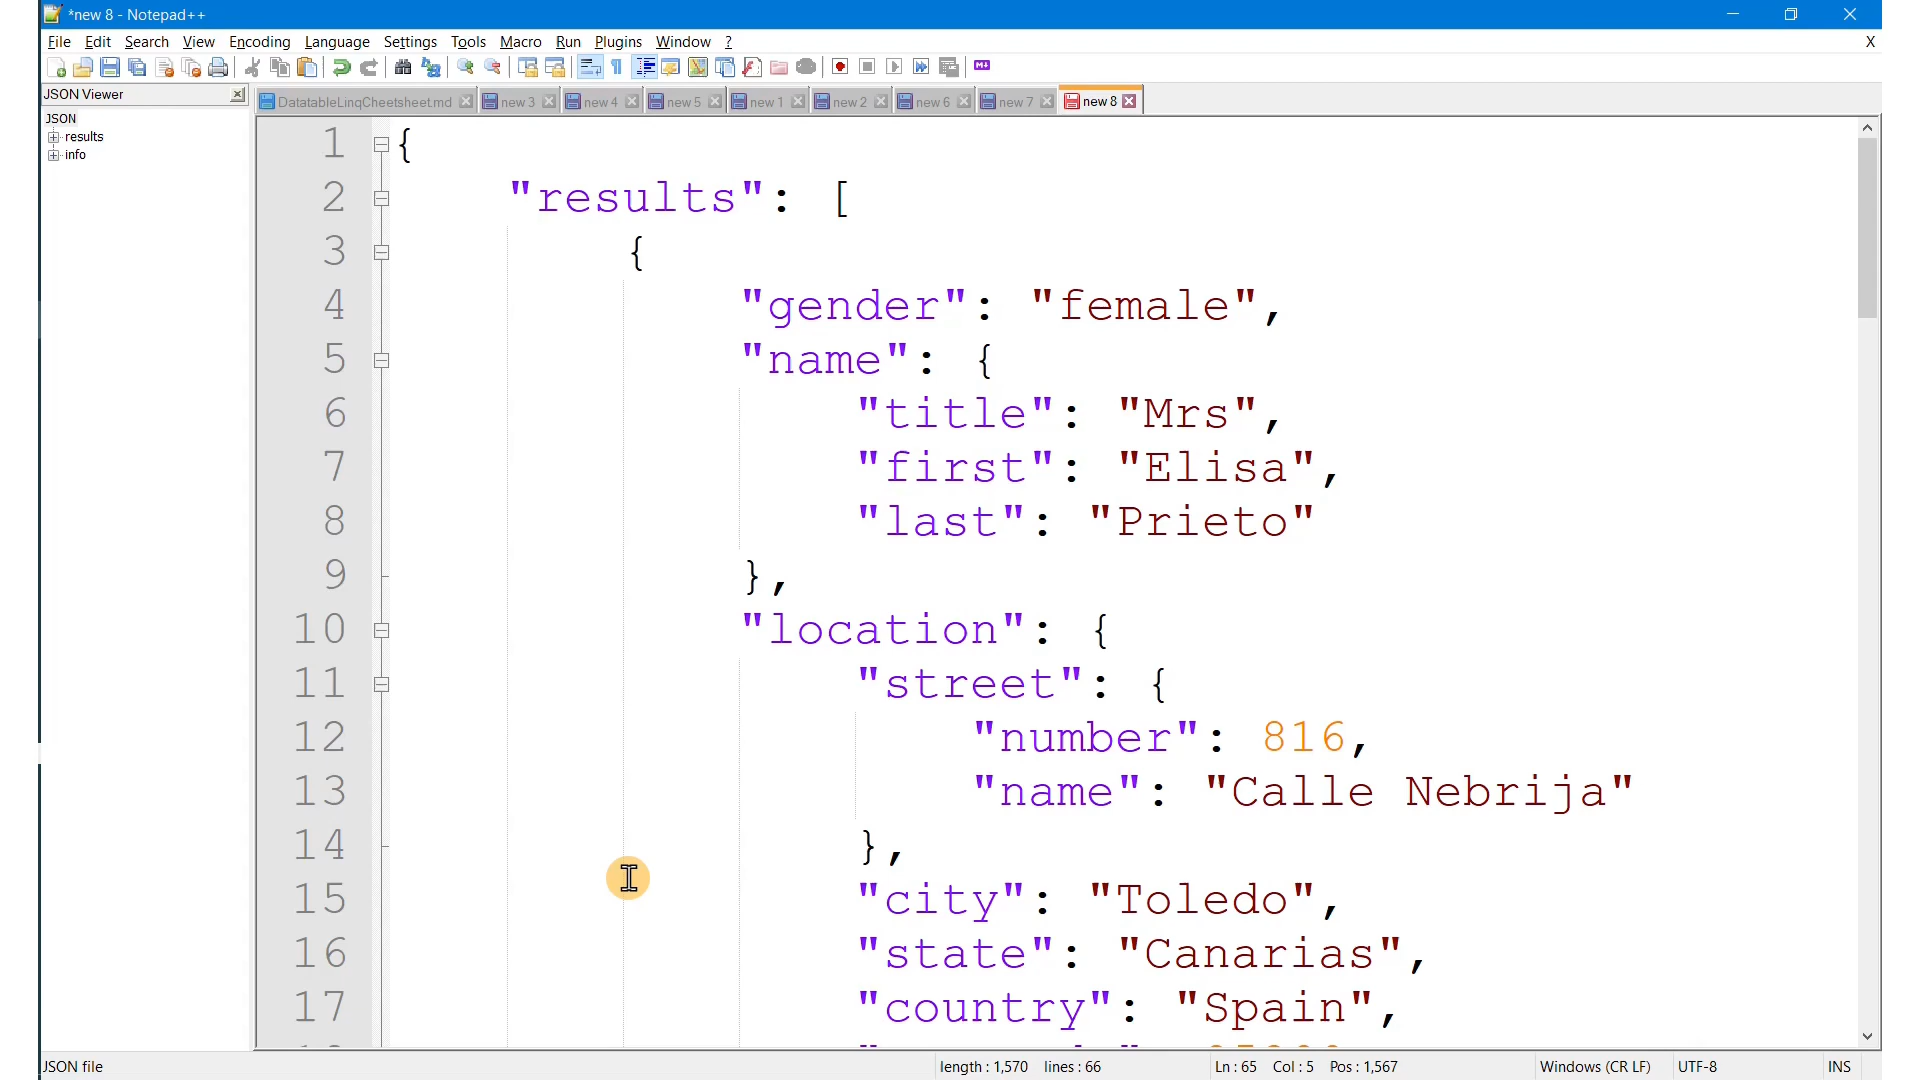 *new 8 - Notepad++
File Edit Search View Encoding Language Settings Tools Macro Run Plugins Window ? X
JSON Viewer
DatatableLinqCheetsheet.md new 3 new 4 new 5 new 1 new 2 new 6 new 7 new 8
JSON
results
info
1 {
2 "results": [
3 {
4 "gender": "female",
5 "name": {
6 "title": "Mrs",
7 "first": "Elisa",
8 "last": "Prieto"
9 },
10 "location": {
11 "street": {
12 "number": 816,
13 "name": "Calle Nebrija"
14 },
15 "city": "Toledo",
16 "state": "Canarias",
17 "country": "Spain",
JSON file length : 1,570 lines : 66 Ln : 65 Col : 5 Pos : 1,567 Windows (CR LF) UTF-8 INS